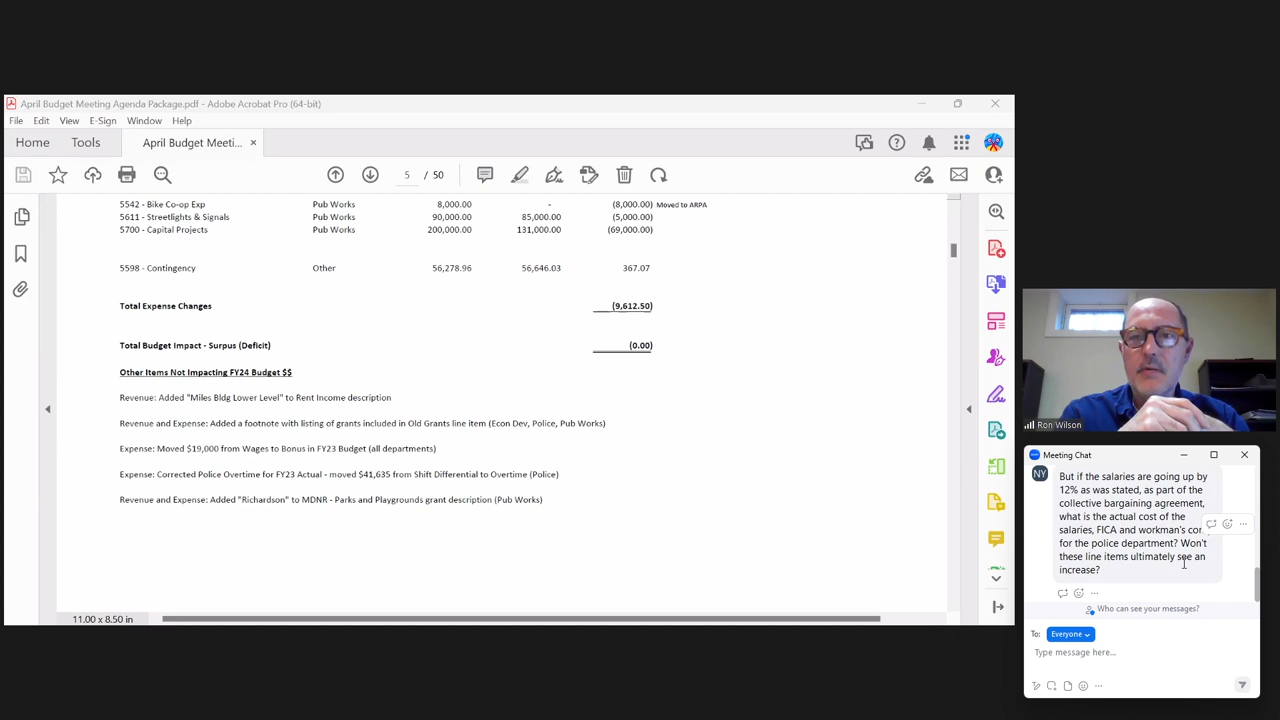 April Budget Meeting Agenda Package.pdf - Adobe Acrobat Pro (64-bit)
File Edit View E-Sign Window Help
Home Tools April Budget Meeti... ×
5 / 50
5542 - Bike Co-op Exp Pub Works 8,000.00 - (8,000.00) Moved to ARPA
5611 - Streetlights & Signals Pub Works 90,000.00 85,000.00 (5,000.00)
5700 - Capital Projects Pub Works 200,000.00 131,000.00 (69,000.00)
5598 - Contingency Other 56,278.96 56,646.03 367.07
Total Expense Changes (9,612.50)
Total Budget Impact - Surpus (Deficit) (0.00)
Other Items Not Impacting FY24 Budget $$
Revenue: Added "Miles Bldg Lower Level" to Rent Income description
Revenue and Expense: Added a footnote with listing of grants included in Old Grants line item (Econ Dev, Police, Pub Works)
Expense: Moved $19,000 from Wages to Bonus in FY23 Budget (all departments)
Expense: Corrected Police Overtime for FY23 Actual - moved $41,635 from Shift Differential to Overtime (Police)
Revenue and Expense: Added "Richardson" to MDNR - Parks and Playgrounds grant description (Pub Works)
11.00 x 8.50 in
Ron Wilson
Meeting Chat
NY
But if the salaries are going up by
12% as was stated, as part of the
collective bargaining agreement,
what is the actual cost of the
salaries, FICA and workman's
for the police department? Won't
these line items ultimately see an
increase?
Who can see your messages?
To: Everyone
Type message here...